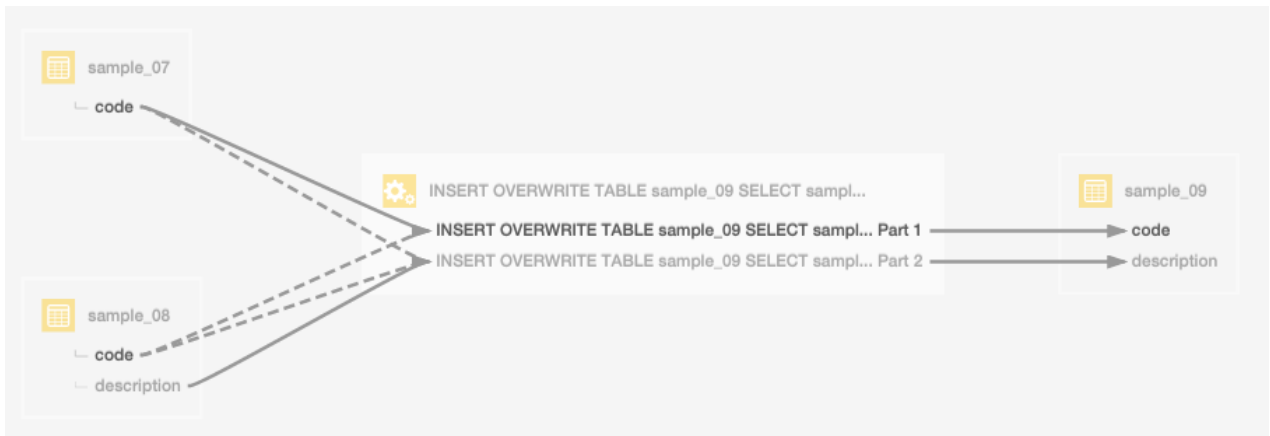 sample_07
code
INSERT OVERWRITE TABLE sample_09 SELECT sampl...
INSERT OVERWRITE TABLE sample_09 SELECT sampl... Part 1
INSERT OVERWRITE TABLE sample_09 SELECT sampl... Part 2
sample_09
code
description
sample_08
code
description